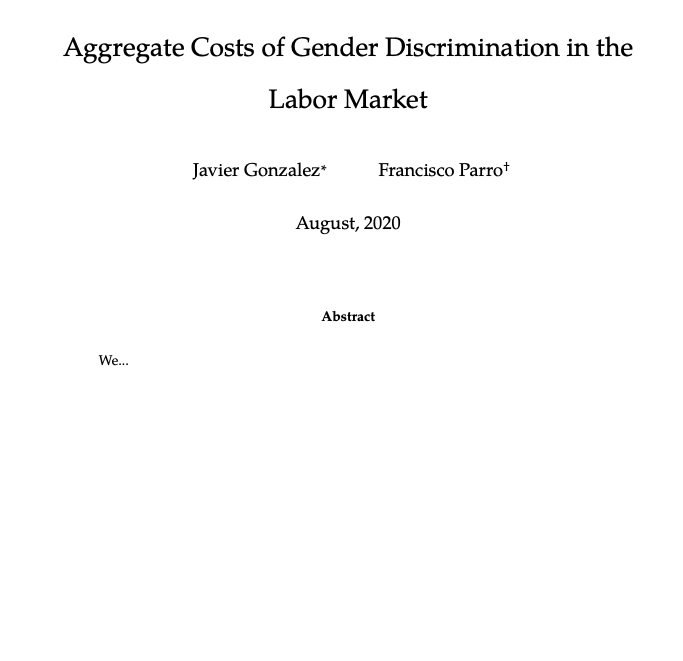 Aggregate Costs of Gender Discrimination in the
Labor Market
Javier Gonzalez* Francisco Parro†
August, 2020
Abstract
We...